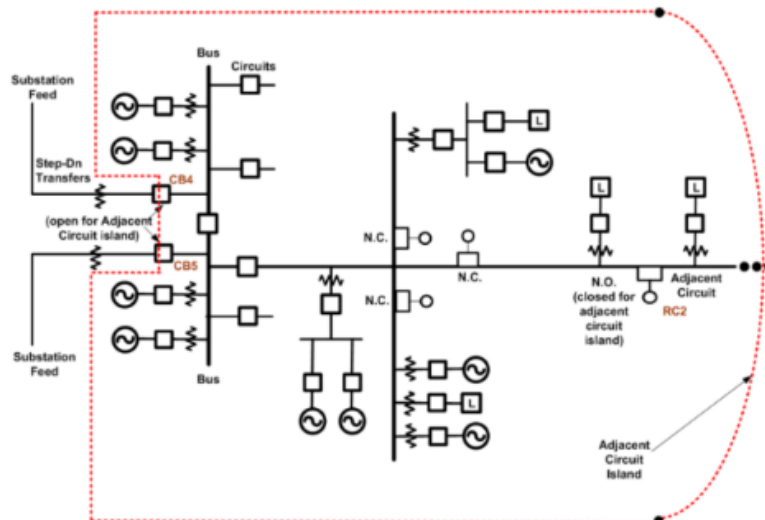 Bus
Substation
Feed
Circuits
L
Step-Dn
Transfers
CB4
L
L
(open for Adjacent
Circuit island)
N.C.
CB5
N.C.
N.C.
N.O.
(closed for
adjacent
circuit
island)
Adjacent
Circuit
RC2
Substation
Feed
Bus
L
Adjacent
Circuit
Island